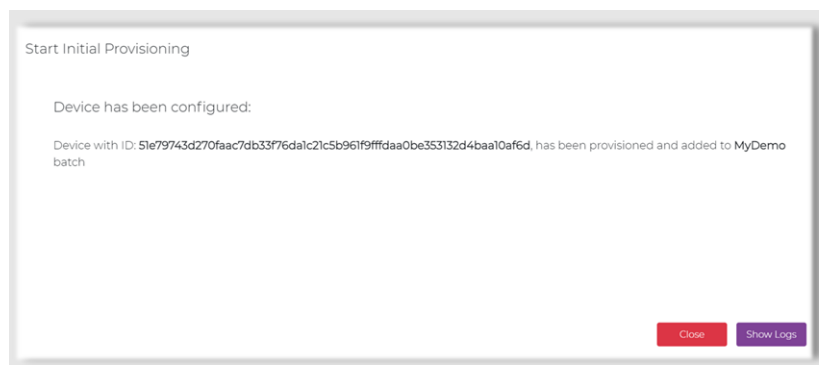 Start Initial Provisioning
Device has been configured:
Device with ID: 51e79743d270faac7db33f76da1c21c5b961f9fffdaa0be353132d4baa10af6d, has been provisioned and added to MyDemo
batch
Close Show Logs